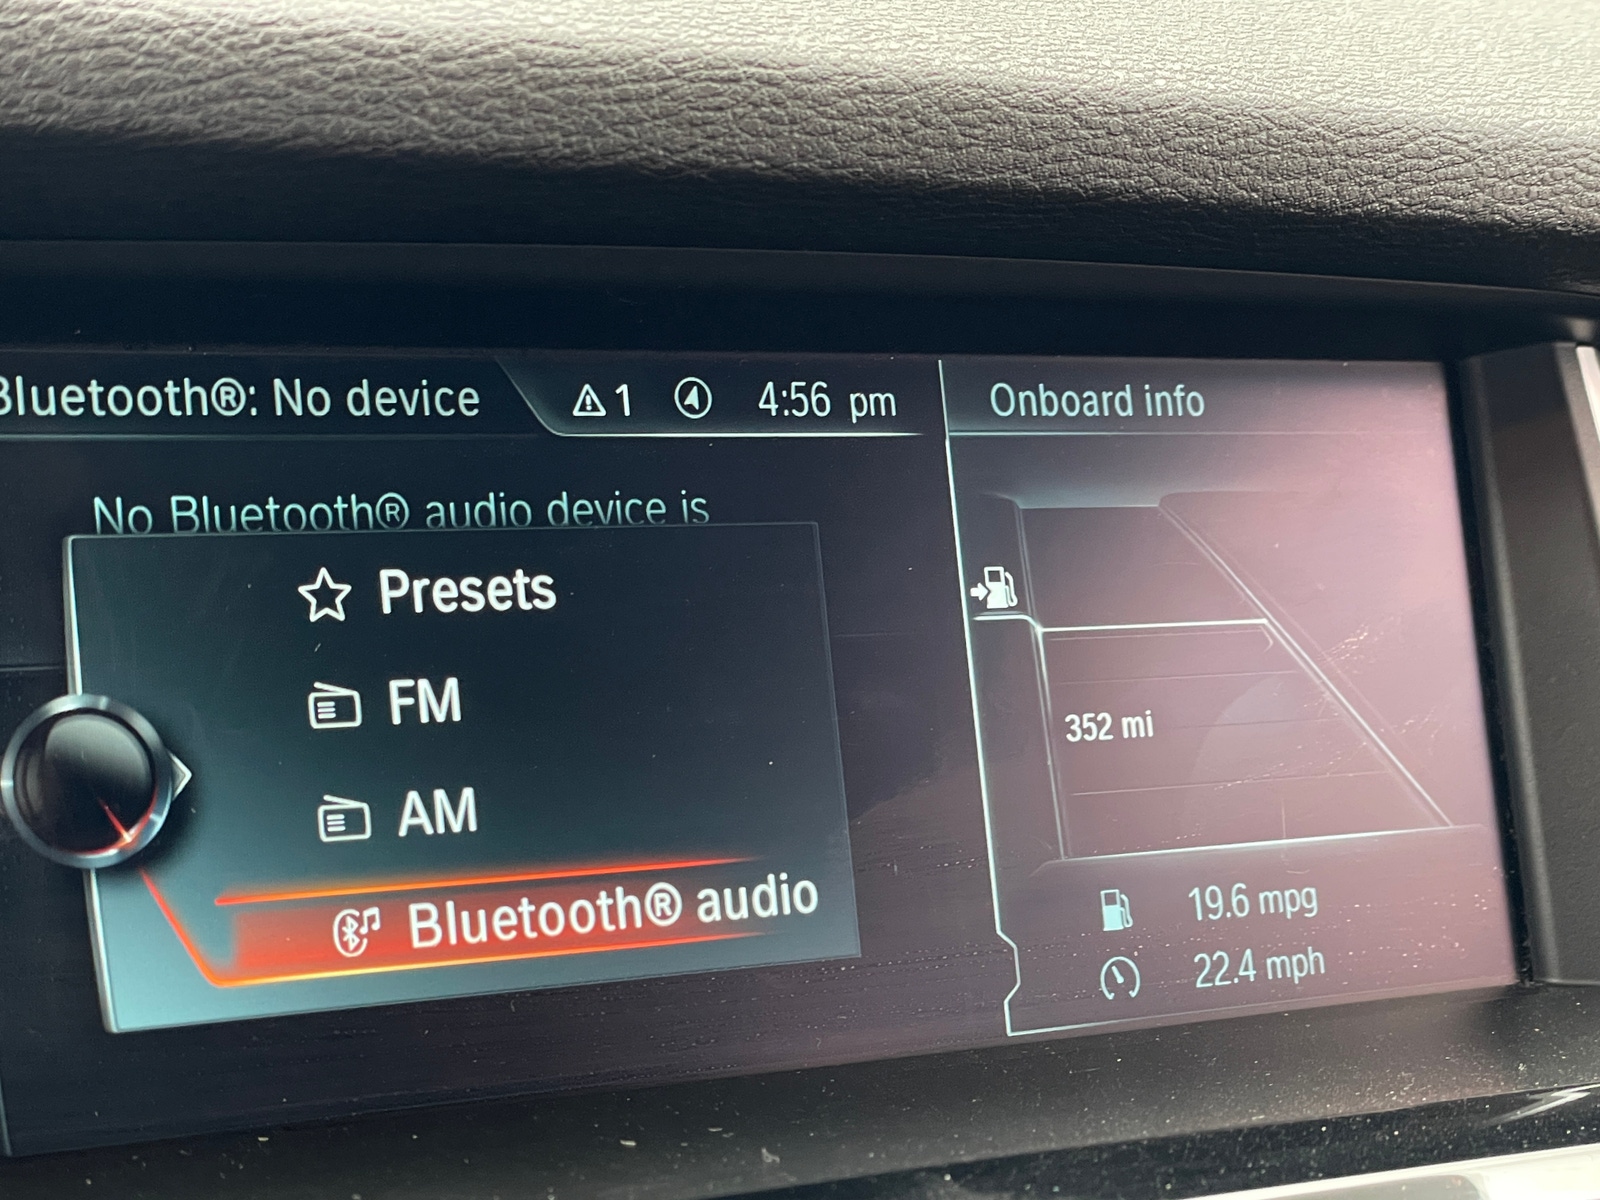 Bluetooth®: No device
1
4:56 pm
Onboard info
No Bluetooth® audio device is
Presets
FM
AM
Bluetooth® audio
352 mi
19.6 mpg
22.4 mph